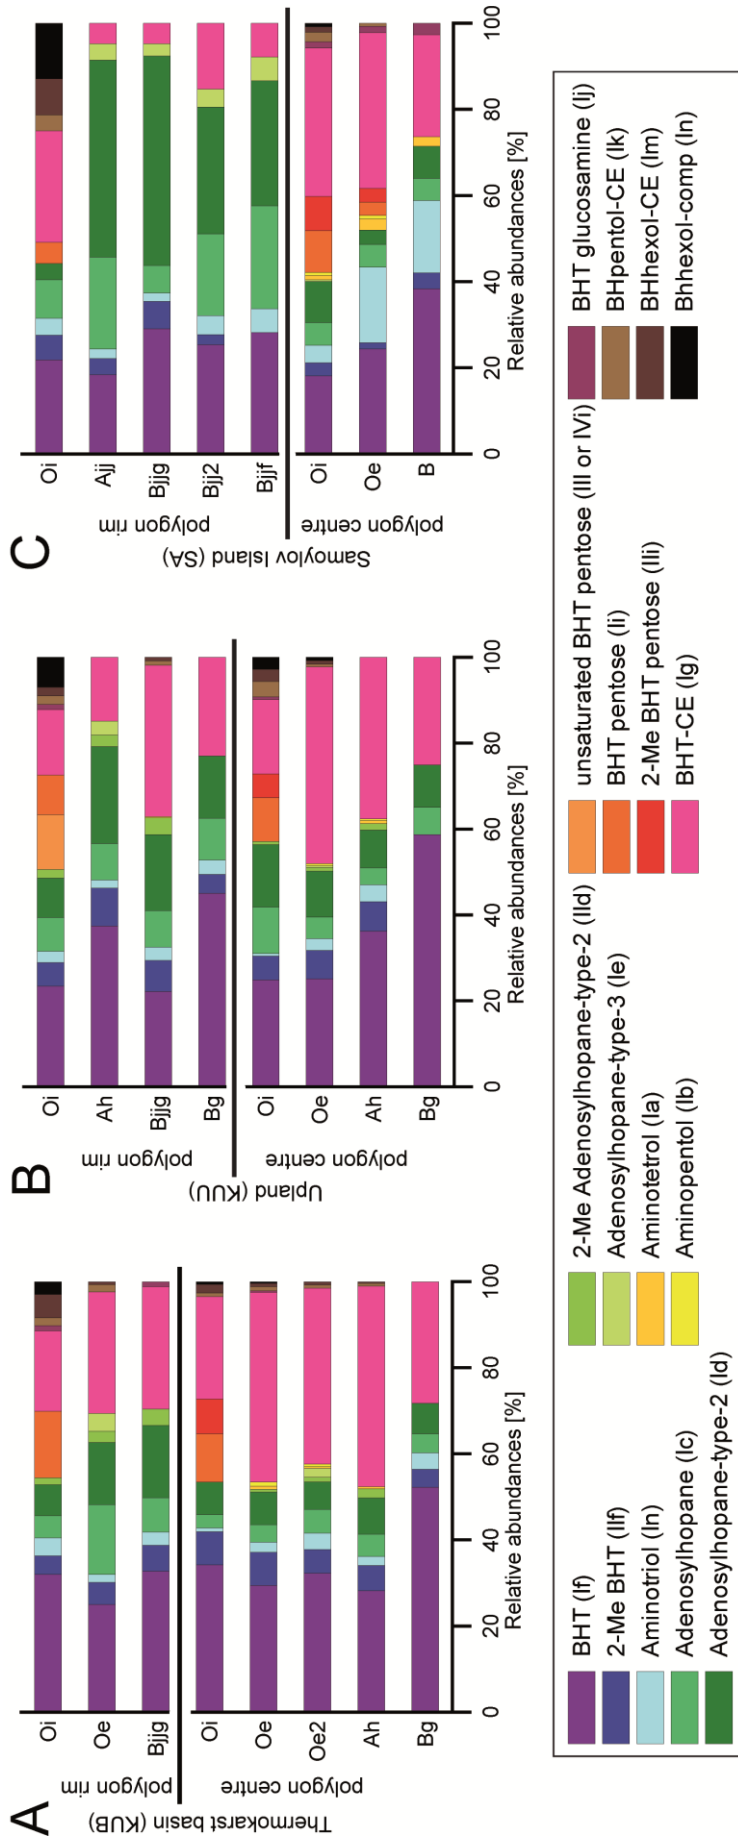 A
Thermokarst basin (KUB)
polygon rim
Oi
Oe
Bjjg
polygon centre
Oi
Oe
Oe2
Ah
Bg
0 20 40 60 80 100
Relative abundances [%]
B
Upland (KUU)
polygon rim
Oi
Ah
Bjjg
Bg
polygon centre
Oi
Oe
Ah
Bg
0 20 40 60 80 100
Relative abundances [%]
C
Samoylov Island (SA)
polygon rim
Oi
Ajj
Bjjg
Bjj2
Bjjf
polygon centre
Oi
Oe
B
0 20 40 60 80 100
Relative abundances [%]
BHT (If)
2-Me BHT (IIf)
Aminotriol (In)
Adenosylhopane (Ic)
Adenosylhopane-type-2 (Id)
2-Me Adenosylhopane-type-2 (IId)
Adenosylhopane-type-3 (Ie)
Aminotetrol (Ia)
Aminopentol (Ib)
unsaturated BHT pentose (IIi or IVi)
BHT pentose (Ii)
2-Me BHT pentose (IIi)
BHT-CE (Ig)
BHT glucosamine (Ij)
BHpentol-CE (Ik)
BHhexol-CE (Im)
Bhhexol-comp (In)